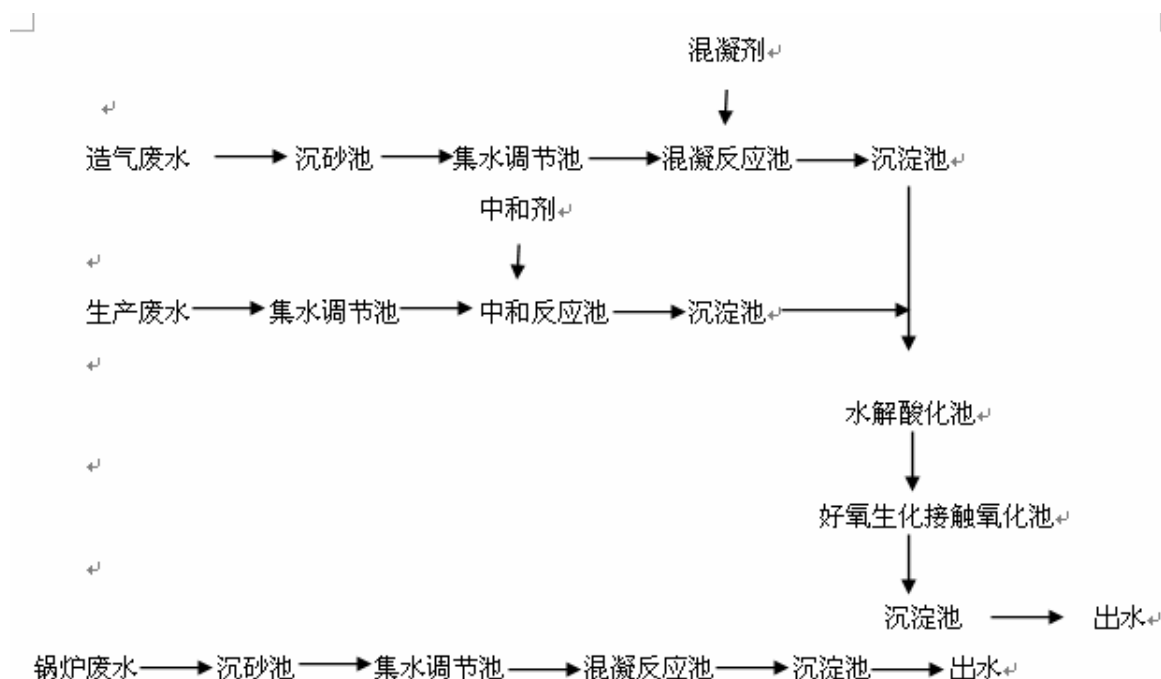 混凝剂
造气废水 沉砂池 集水调节池 混凝反应池 沉淀池
中和剂
生产废水 集水调节池 中和反应池 沉淀池
水解酸化池
好氧生化接触氧化池
沉淀池 出水
锅炉废水 沉砂池 集水调节池 混凝反应池 沉淀池 出水